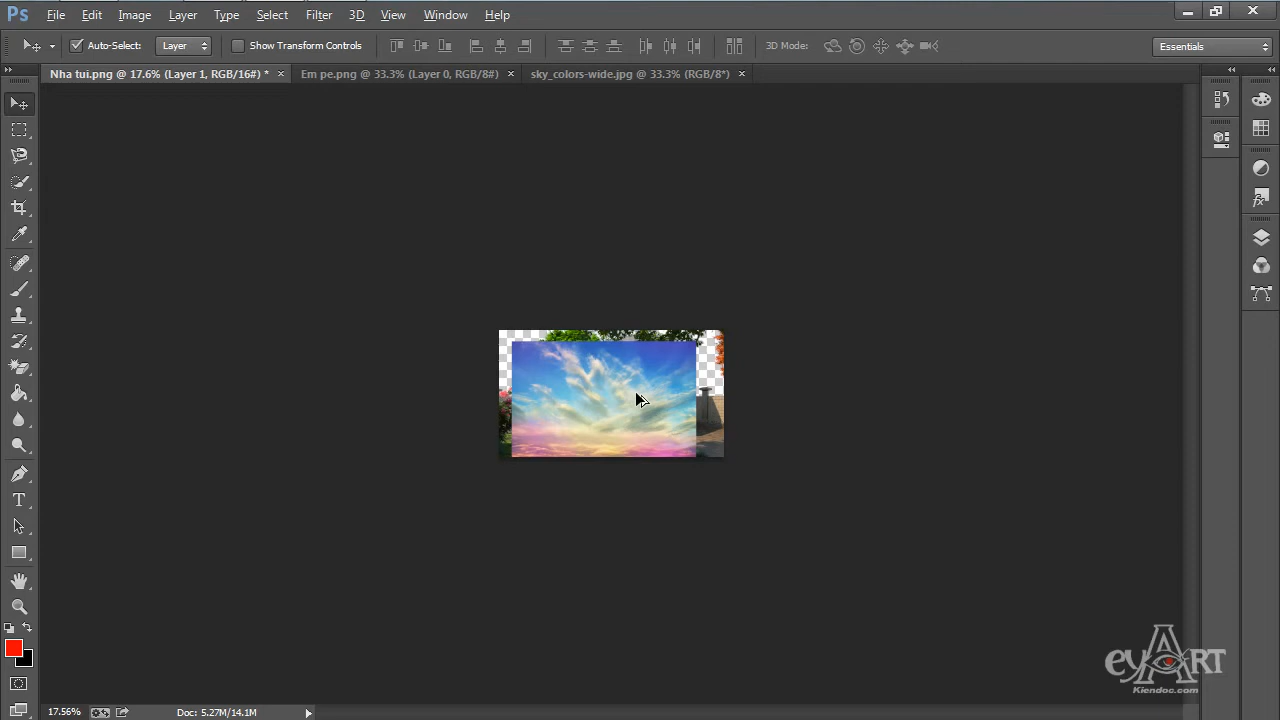 Ps File Edit Image Layer Type Select Filter 3D View Window Help
Auto-Select: Layer Show Transform Controls 3D Mode: Essentials
Nha tui.png @ 17.6% (Layer 1, RGB/16#) * × Em pe.png @ 33.3% (Layer 0, RGB/8#) × sky_colors-wide.jpg @ 33.3% (RGB/8*) ×
fx
T
eyART
Kiendoc.com
17.56% Doc: 5.27M/14.1M